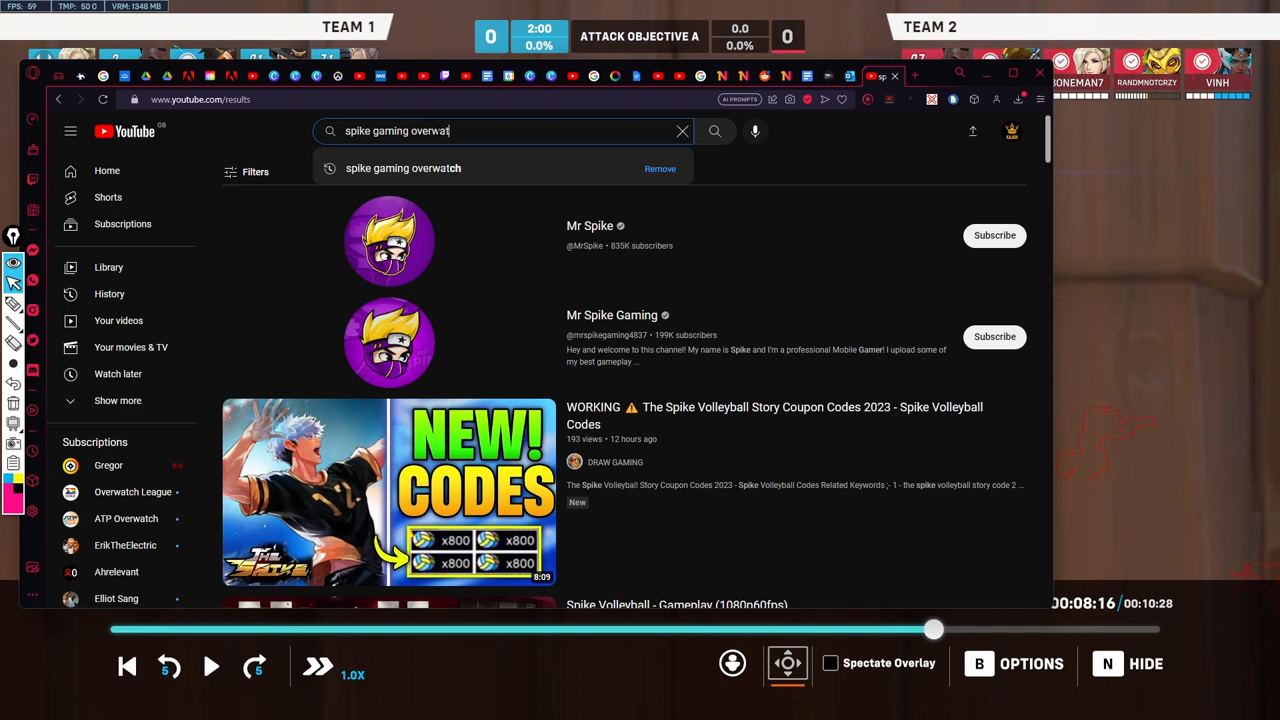 FPS: 59 TMP: 50 C VRM: 1348 MB
TEAM 1
0
2:00
0.0%
ATTACK OBJECTIVE A
0.0
0.0%
0
TEAM 2
BONEMAN7
RANDMNOTCRZY
VINH
www.youtube.com/results
AI PROMPTS
YouTube GB
spike gaming overwat
spike gaming overwatch
Remove
Filters
Home
Shorts
Subscriptions
Library
History
Your videos
Your movies & TV
Watch later
Show more
Subscriptions
Gregor
Overwatch League
ATP Overwatch
ErikTheElectric
Ahrelevant
Elliot Sang
Mr Spike
@MrSpike • 835K subscribers
Subscribe
Mr Spike Gaming
@mrspikegaming4837 • 199K subscribers
Hey and welcome to this channel! My name is Spike and I'm a professional Mobile Gamer! I upload some of
my best gameplay ...
Subscribe
NEW!
CODES
x800 x800
x800 x800
THE SPIKE
8:09
WORKING ⚠️ The Spike Volleyball Story Coupon Codes 2023 - Spike Volleyball
Codes
193 views • 12 hours ago
DRAW GAMING
The Spike Volleyball Story Coupon Codes 2023 - Spike Volleyball Codes Related Keywords ;- 1 - the spike volleyball story code 2 ...
New
Spike Volleyball - Gameplay (1080p60fps)
00:08:16 / 00:10:28
5
5
1.0X
Spectate Overlay
B OPTIONS
N HIDE